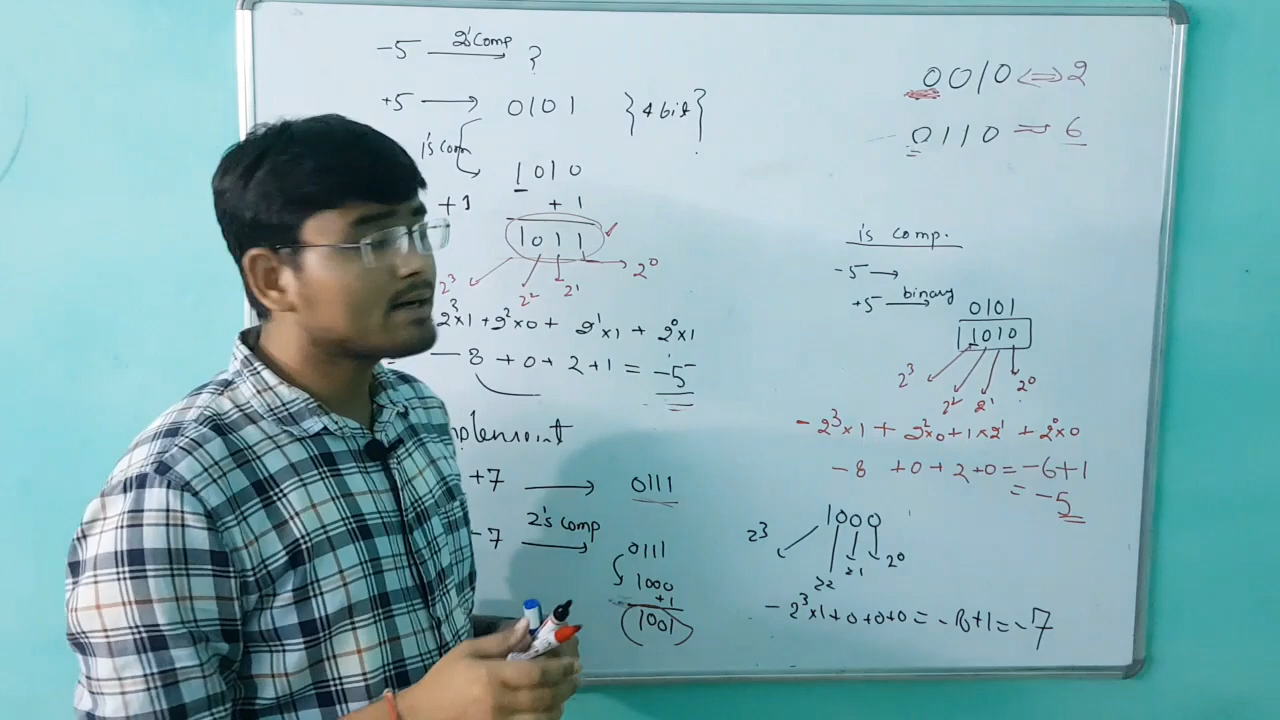 -5 2's Comp → ?
+5 → 0101 {4 bit}
1's Com 1010
+1 + 1
1011 ✓
2³ 2² 2¹ 2⁰
2³×1 + 2²×0 + 2¹×1 + 2⁰×1
- 8 + 0 + 2 + 1 = -5
+7 → 0111
-7 2's comp → 0111
1000
+1
1001
0010 ⇔ 2
0110 = 6
1's comp.
-5 →
+5 binary → 0101
1010
2³ 2² 2¹ 2⁰
- 2³×1 + 2²×0 + 1×2¹ + 2⁰×0
-8 + 0 + 2 + 0 = -6+1
= -5
1000
2³ 2² 2¹ 2⁰
- 2³×1 + 0 + 0 + 0 = -8+1 = -7